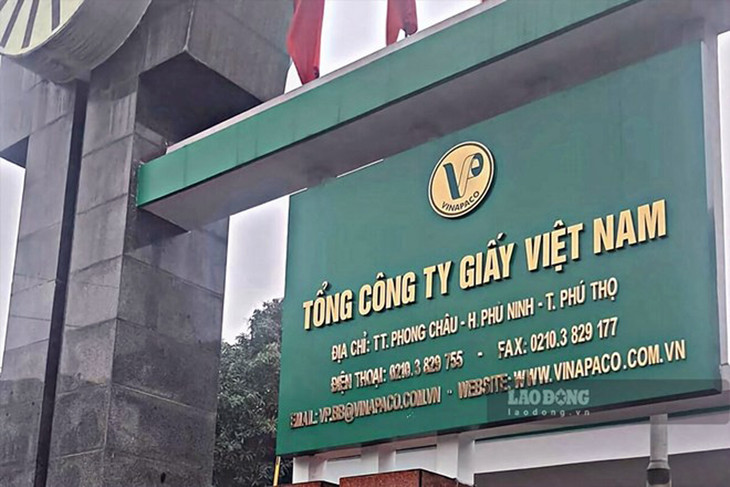 VP
VINAPACO
TỔNG CÔNG TY GIẤY VIỆT NAM
ĐỊA CHỈ: TT. PHONG CHÂU - H. PHÙ NINH - T. PHÚ THỌ
ĐIỆN THOẠI: 0210.3 829 755 - FAX: 0210.3 829 177
EMAIL: VP.BB@VINAPACO.COM.VN - WEBSITE: WWW.VINAPACO.COM.VN
LAO ĐỘNG
laodong.vn